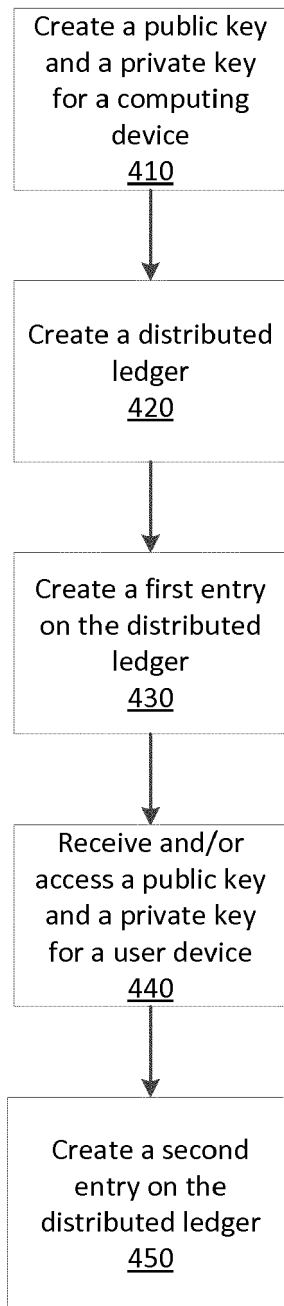 Create a public key
and a private key
for a computing
device
410
Create a distributed
ledger
420
Create a first entry
on the distributed
ledger
430
Receive and/or
access a public key
and a private key
for a user device
440
Create a second
entry on the
distributed ledger
450